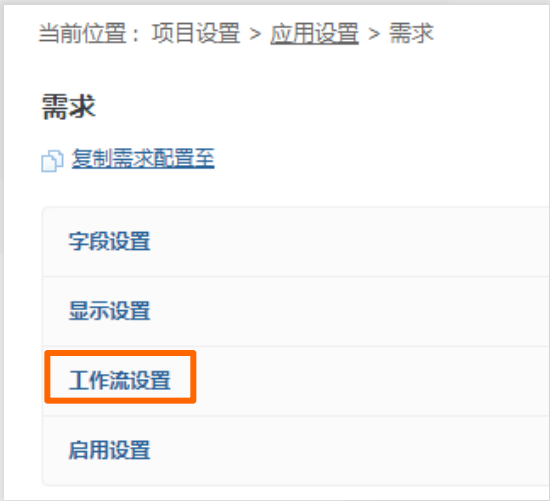 当前位置：项目设置 > 应用设置 > 需求
需求
复制需求配置至
字段设置
显示设置
工作流设置
启用设置